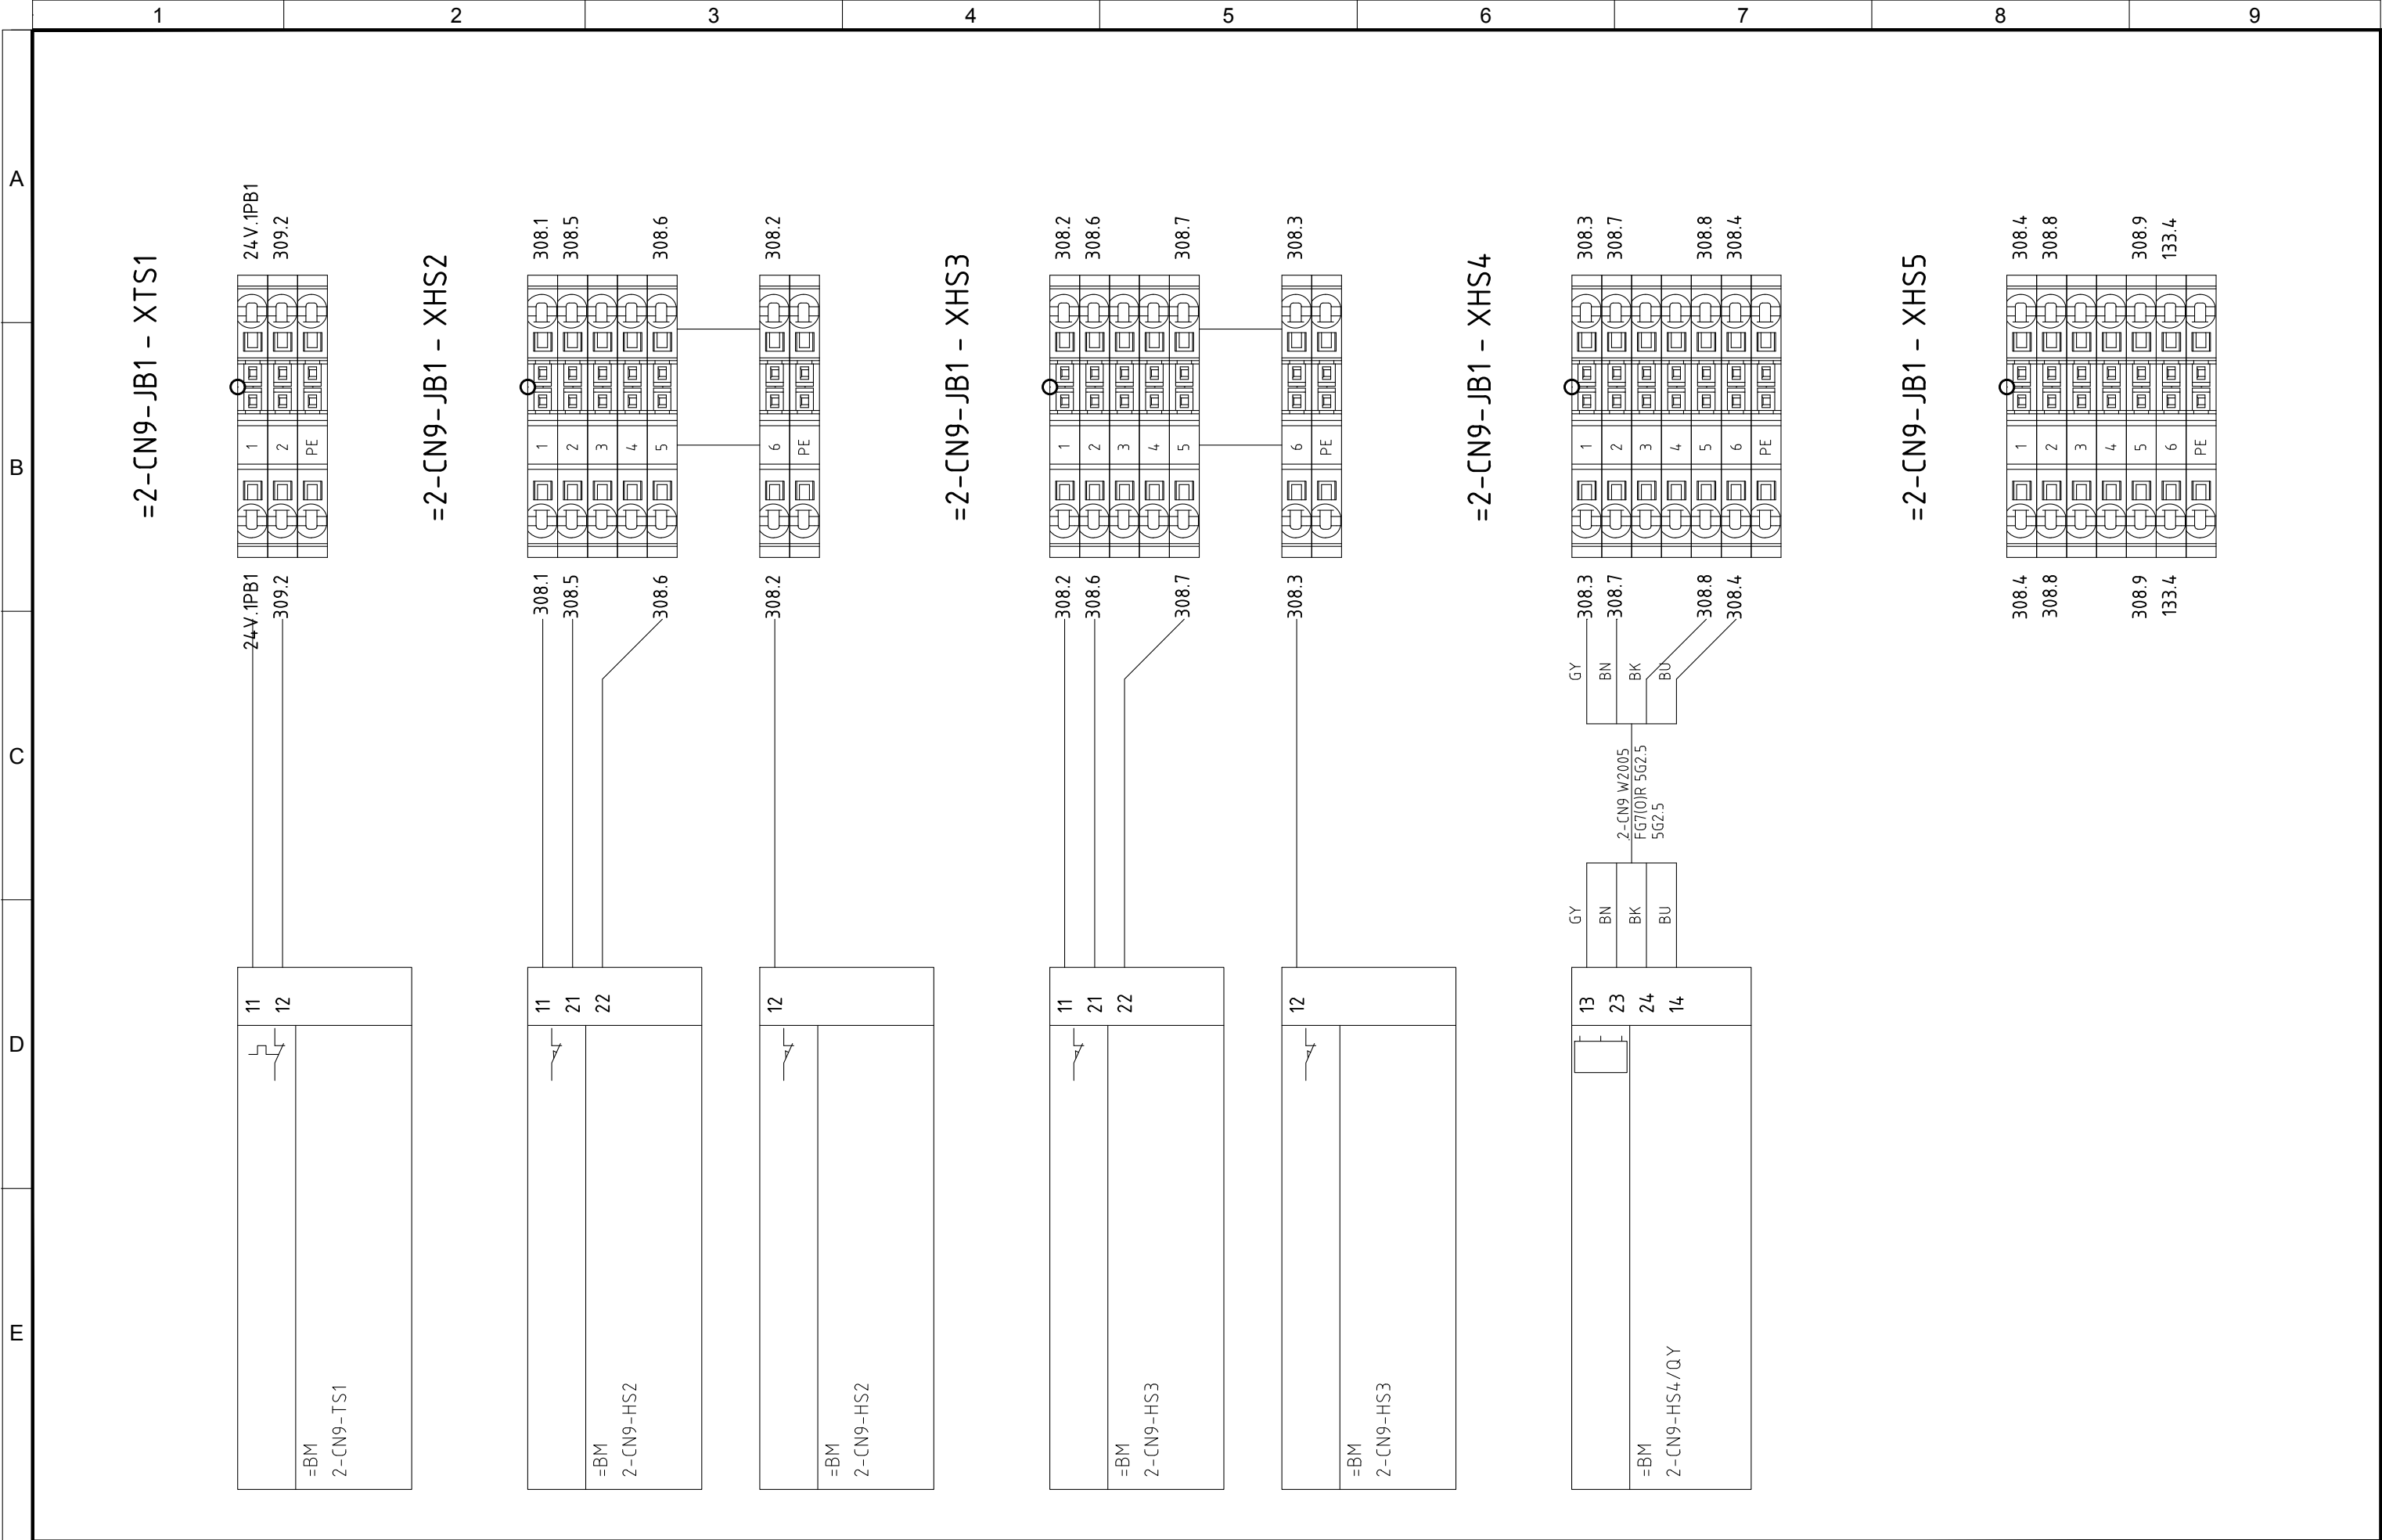 1 2 3 4 5 6 7 8 9
A
B
C
D
E
=2-CN9-JB1 - XTS1
24V.1PB1
309.2
1
2
PE
24V.1PB1
309.2
11
12
=BM
2-CN9-TS1
=2-CN9-JB1 - XHS2
308.1
308.5
308.6
308.2
1
2
3
4
5
6
PE
308.1
308.5
308.6
308.2
11
21
22
=BM
2-CN9-HS2
12
=BM
2-CN9-HS2
=2-CN9-JB1 - XHS3
308.2
308.6
308.7
308.3
1
2
3
4
5
6
PE
308.2
308.6
308.7
308.3
11
21
22
=BM
2-CN9-HS3
12
=BM
2-CN9-HS3
=2-CN9-JB1 - XHS4
308.3
308.7
308.8
308.4
1
2
3
4
5
6
PE
308.3
308.7
308.8
308.4
GY
BN
BK
BU
2-CN9 W2005
FG7(O)R 5G2.5
5G2.5
GY
BN
BK
BU
13
23
24
14
=BM
2-CN9-HS4/QY
=2-CN9-JB1 - XHS5
308.4
308.8
308.9
133.4
1
2
3
4
5
6
PE
308.4
308.8
308.9
133.4